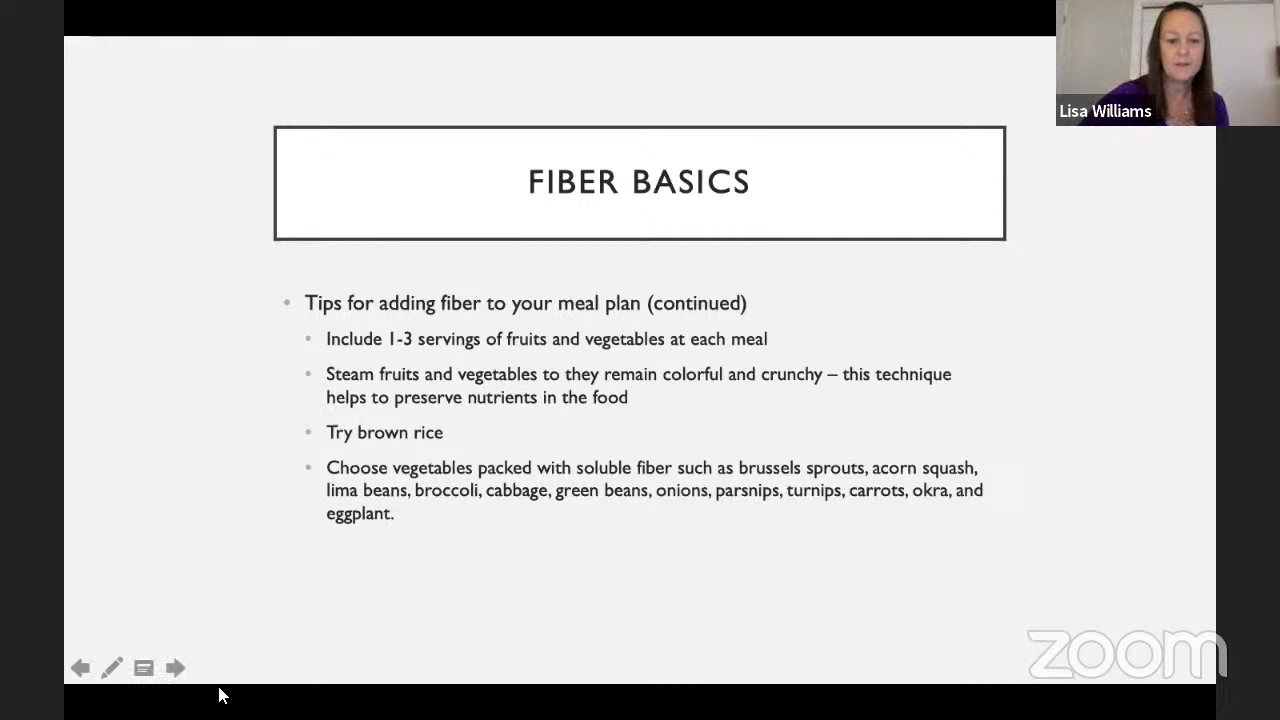 Lisa Williams
FIBER BASICS
• Tips for adding fiber to your meal plan (continued)
• Include 1-3 servings of fruits and vegetables at each meal
• Steam fruits and vegetables to they remain colorful and crunchy – this technique
helps to preserve nutrients in the food
• Try brown rice
• Choose vegetables packed with soluble fiber such as brussels sprouts, acorn squash,
lima beans, broccoli, cabbage, green beans, onions, parsnips, turnips, carrots, okra, and
eggplant.
zoom